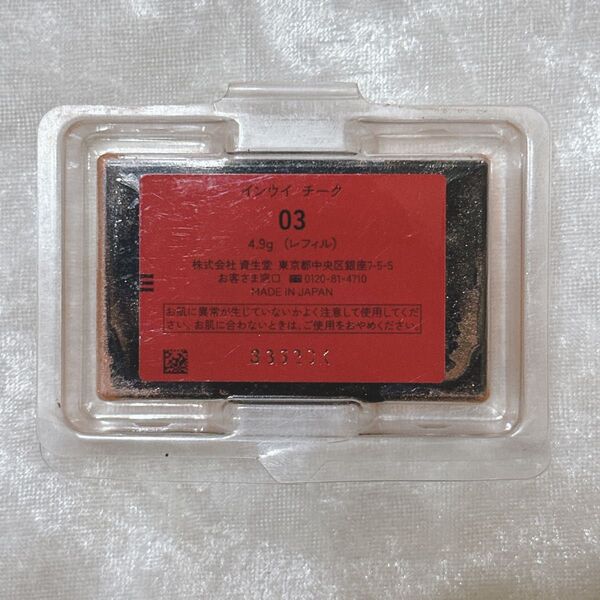 インウイ チーク
03
4.9g (レフィル)
株式会社 資生堂 東京都中央区銀座7-5-5
お客さま窓口 0120-81-4710
MADE IN JAPAN
お肌に異常が生じていないかよく注意して使用してくだ
さい。お肌に合わないときは、ご使用をおやめください。